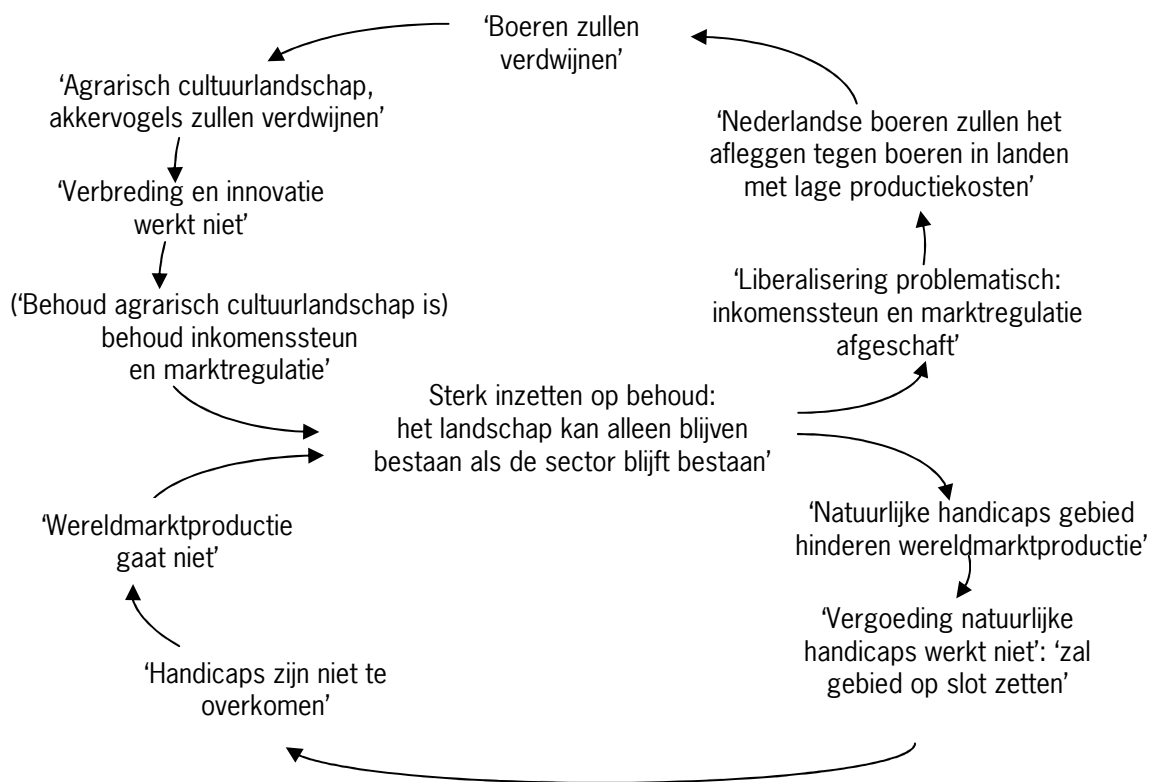 ‘Boeren zullen
verdwijnen’
‘Agrarisch cultuurlandschap,
akkervogels zullen verdwijnen’
‘Verbreding en innovatie
werkt niet’
(‘Behoud agrarisch cultuurlandschap is)
behoud inkomenssteun
en marktregulatie’
‘Nederlandse boeren zullen het
afleggen tegen boeren in landen
met lage productiekosten’
‘Liberalisering problematisch:
inkomenssteun en marktregulatie
afgeschaft’
Sterk inzetten op behoud:
het landschap kan alleen blijven
bestaan als de sector blijft bestaan’
‘Wereldmarktproductie
gaat niet’
‘Handicaps zijn niet te
overkomen’
‘Natuurlijke handicaps gebied
hinderen wereldmarktproductie’
‘Vergoeding natuurlijke
handicaps werkt niet’: ‘zal
gebied op slot zetten’